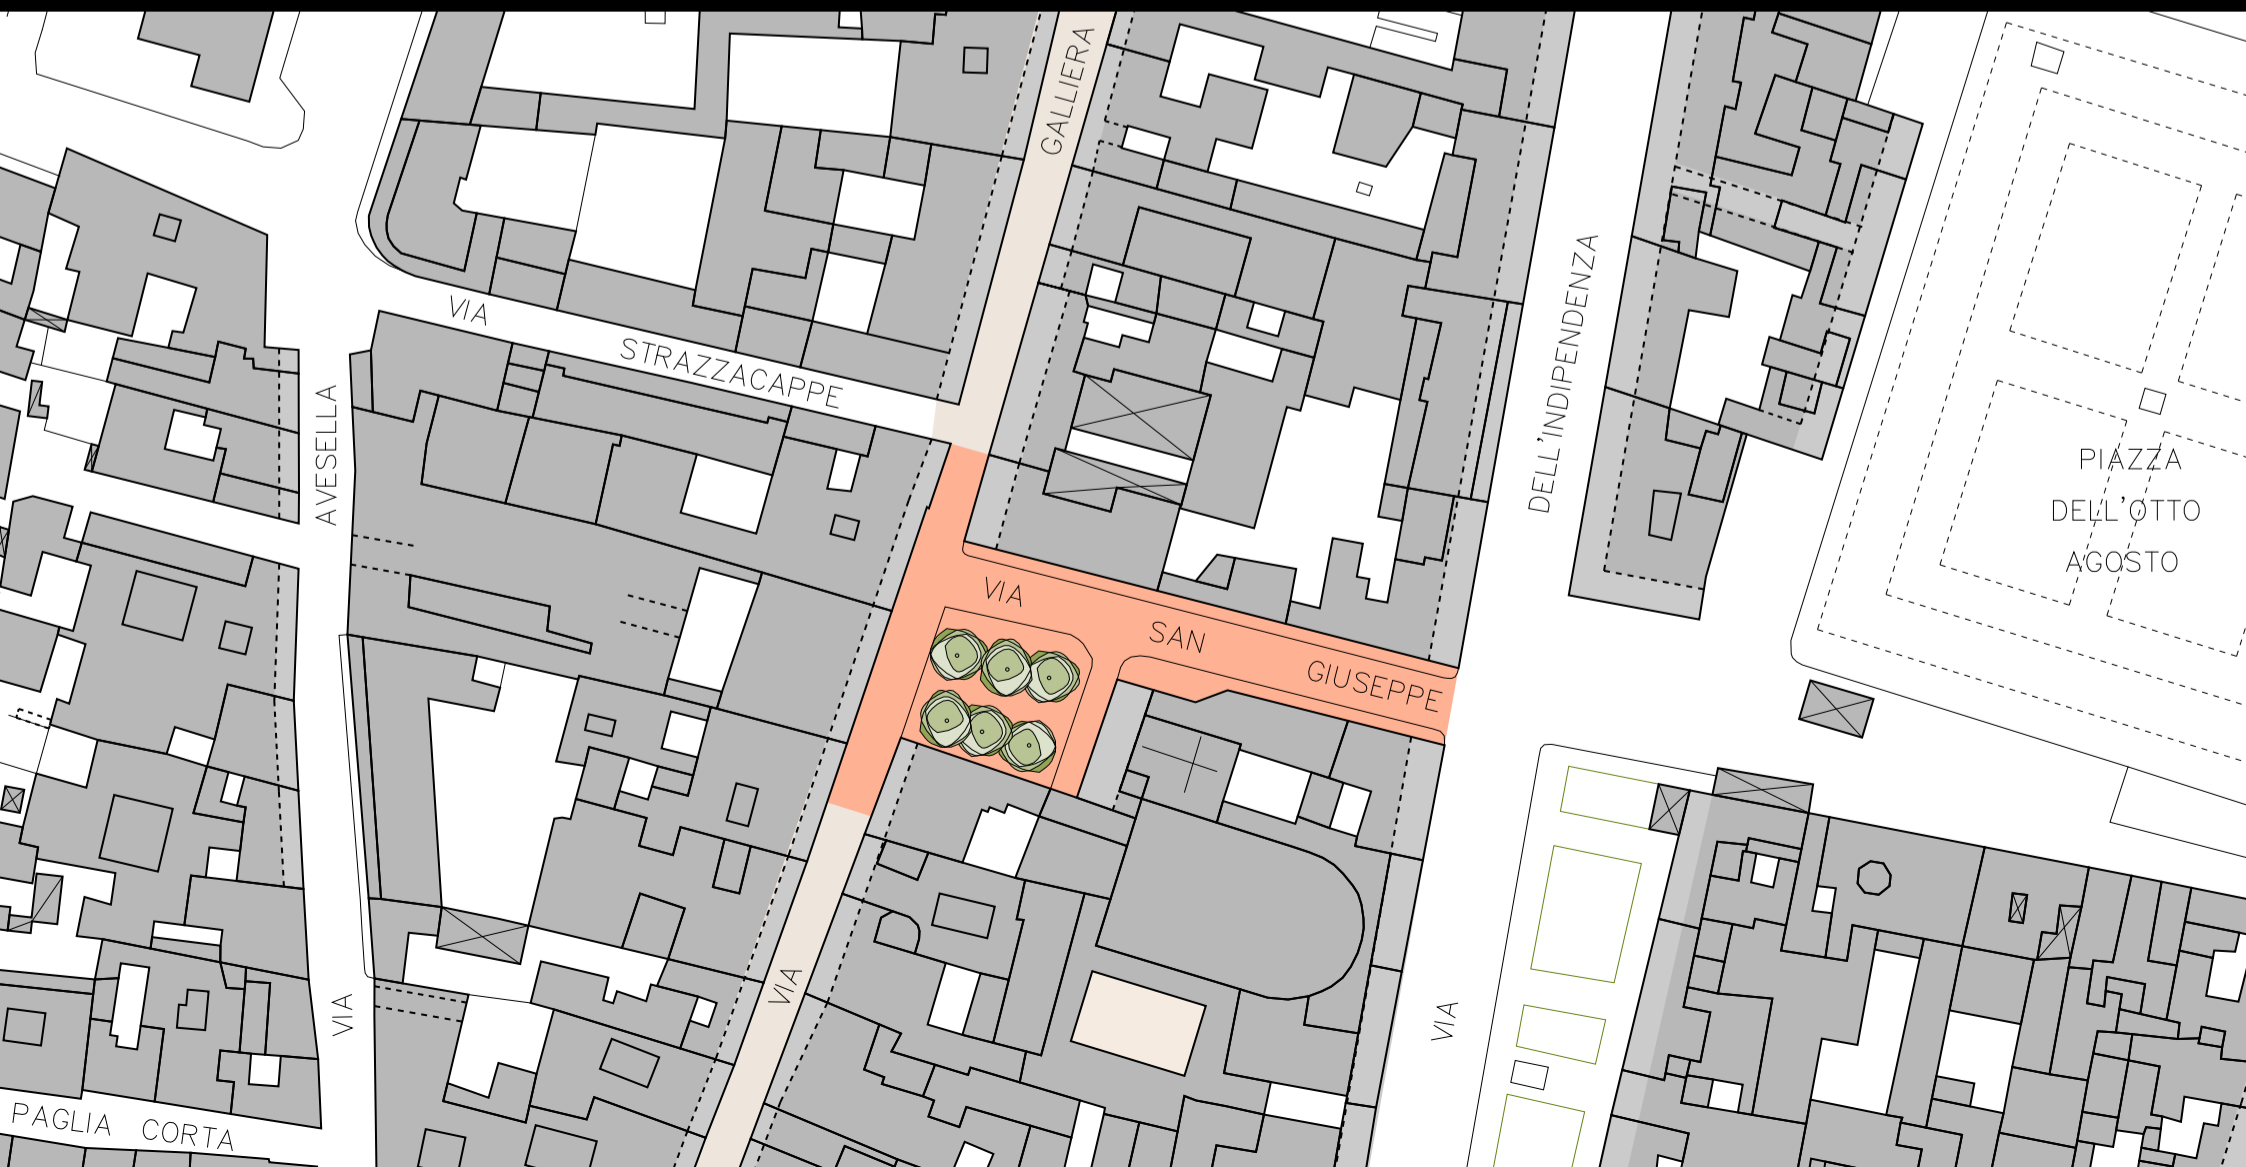 GALLIERA
VIA
STRAZZACAPPE
AVESELLA
DELL'INDIPENDENZA
PIAZZA
DELL'OTTO
AGOSTO
VIA
SAN
GIUSEPPE
VIA
VIA
VIA
PAGLIA CORTA